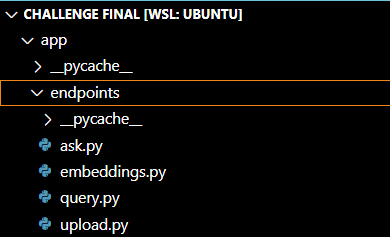 CHALLENGE FINAL [WSL: UBUNTU]
app
__pycache__
endpoints
__pycache__
ask.py
embeddings.py
query.py
upload.py